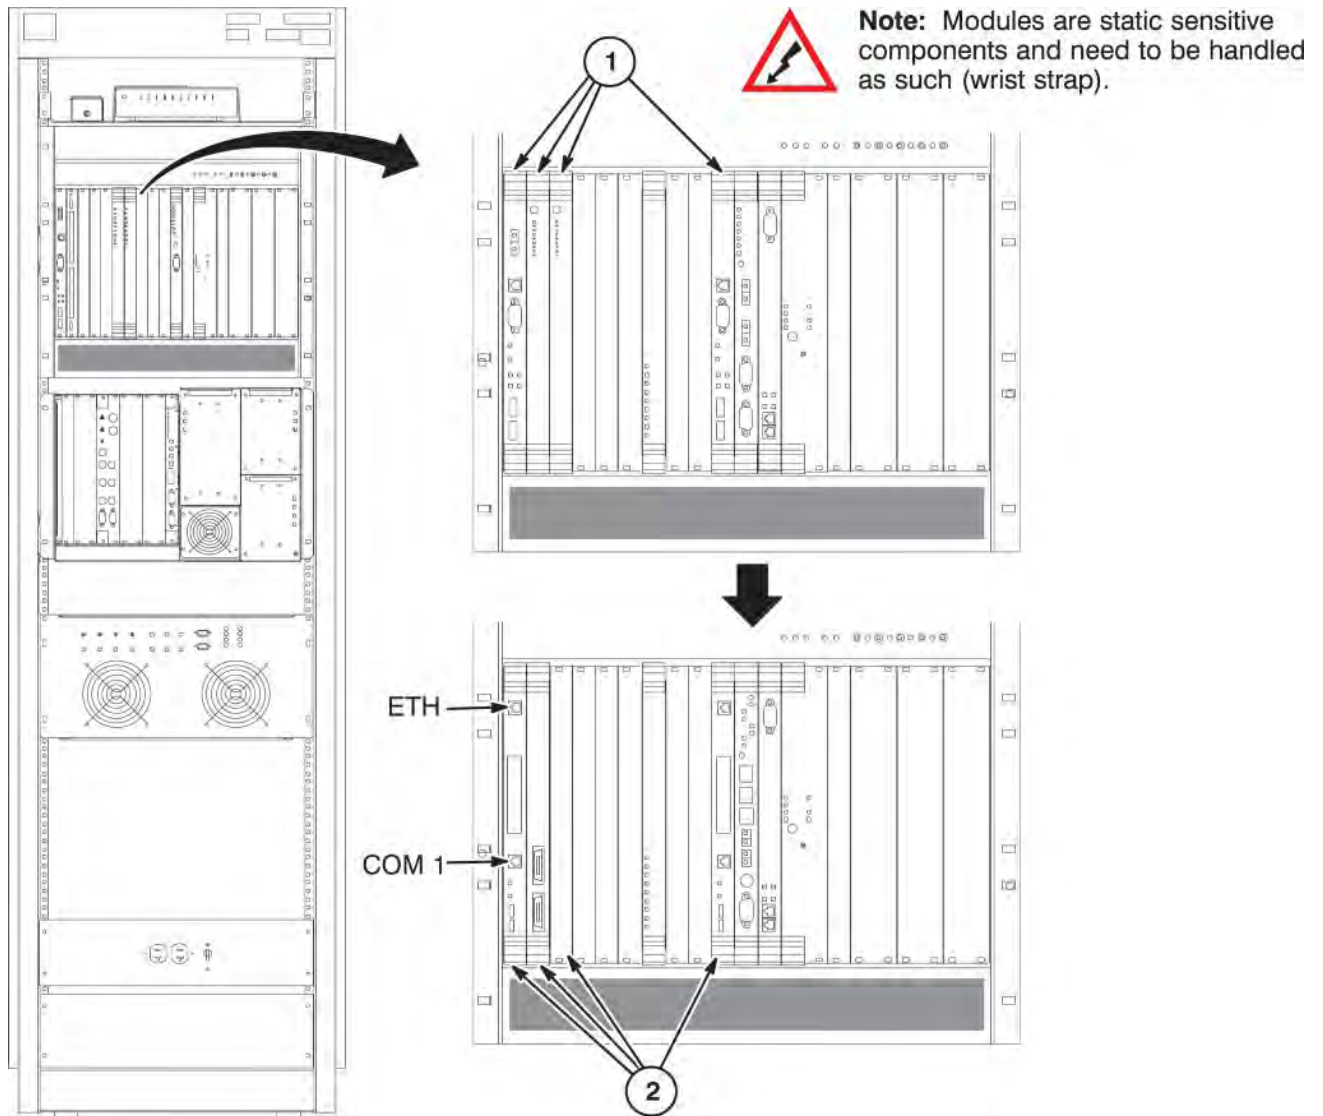 Note: Modules are static sensitive
components and need to be handled
as such (wrist strap).
1
ETH
COM 1
2